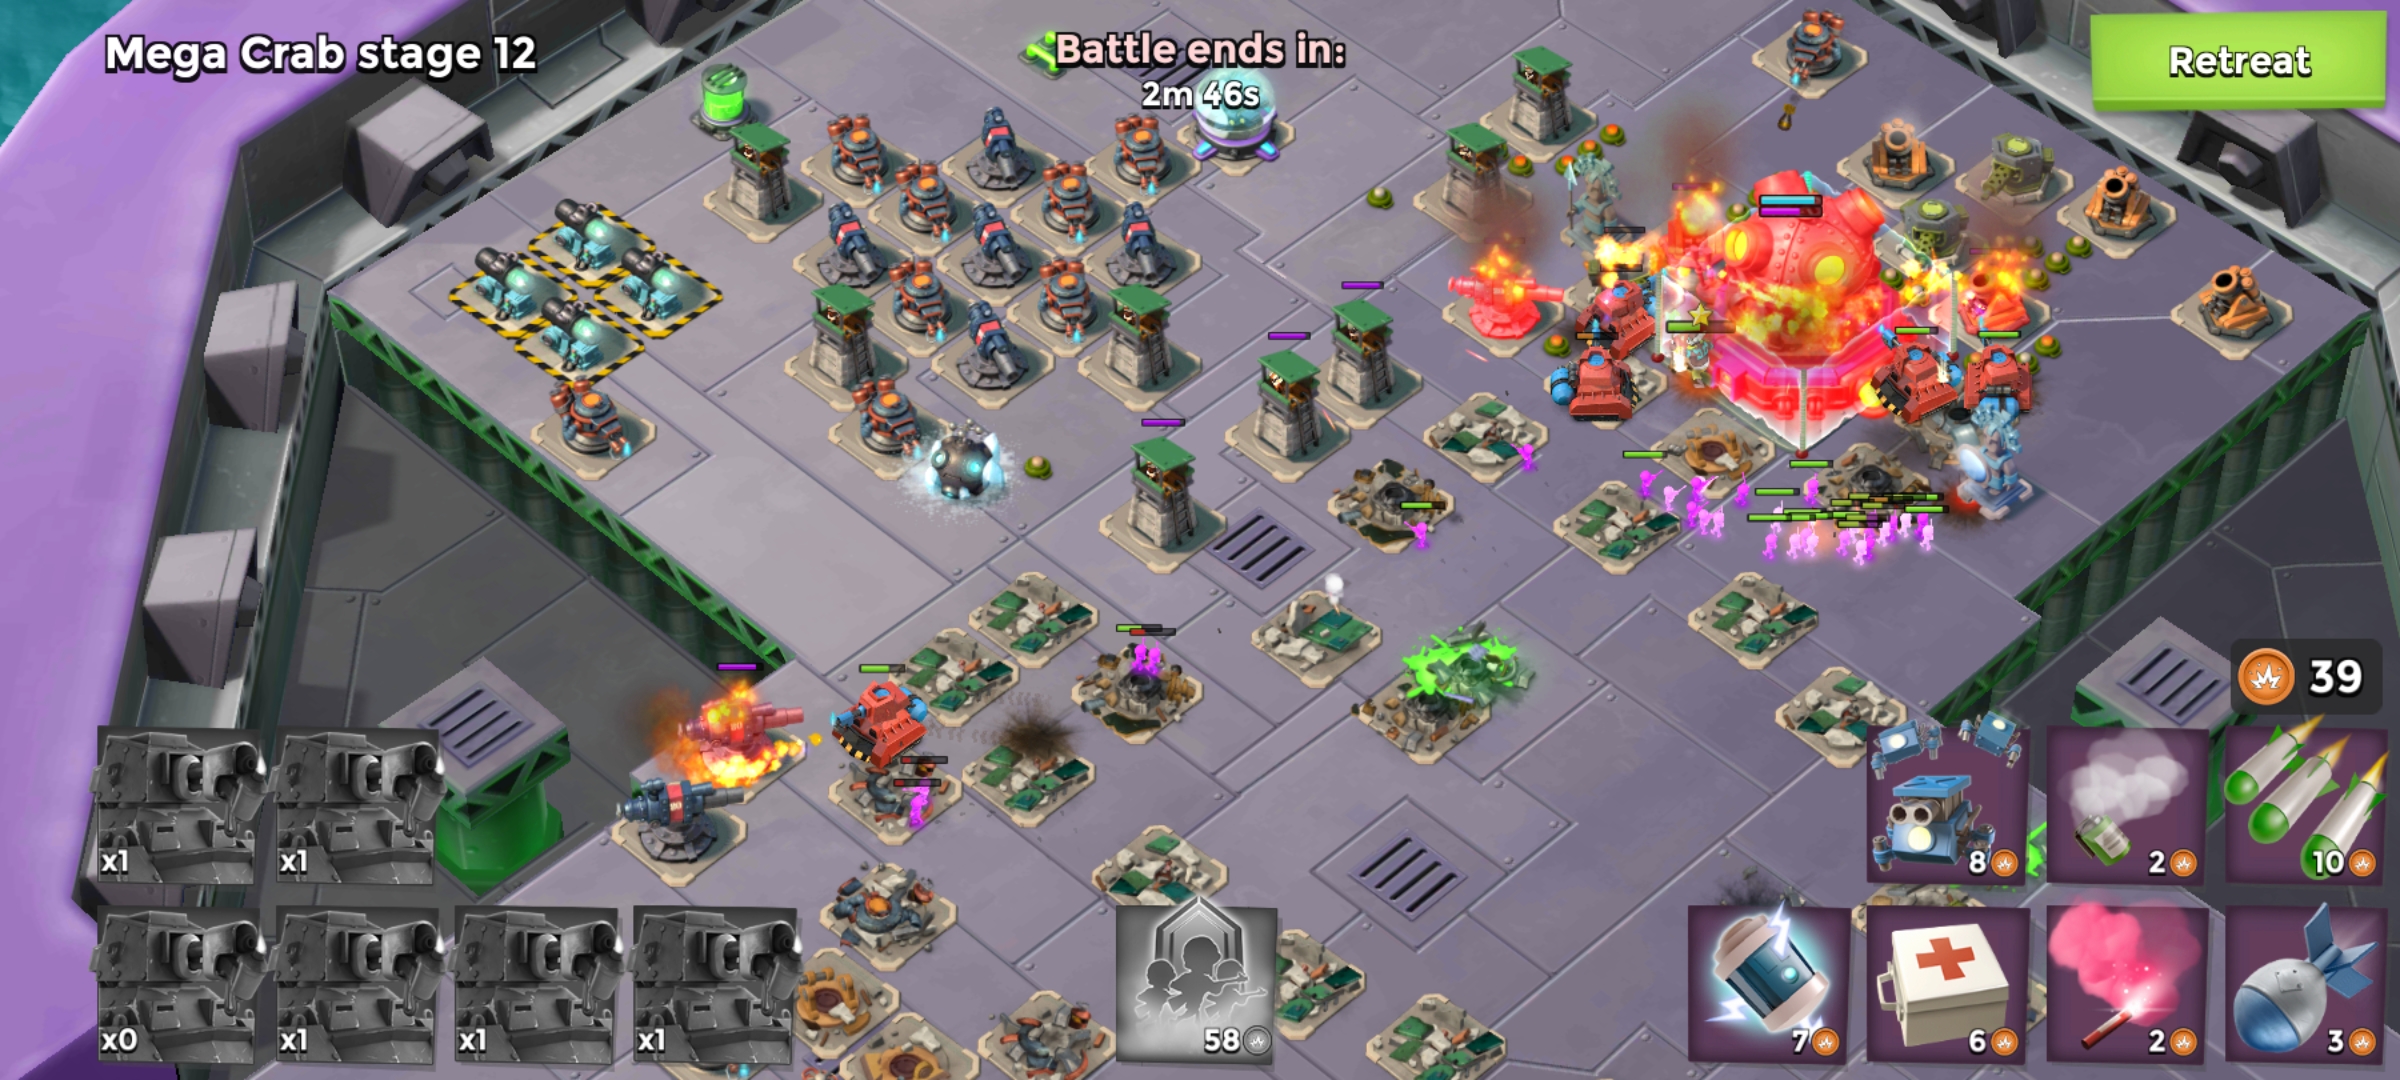 Mega Crab stage 12
Battle ends in:
2m 46s
Retreat
39
x1
x1
8
2
10
x0
x1
x1
x1
58
7
6
2
3